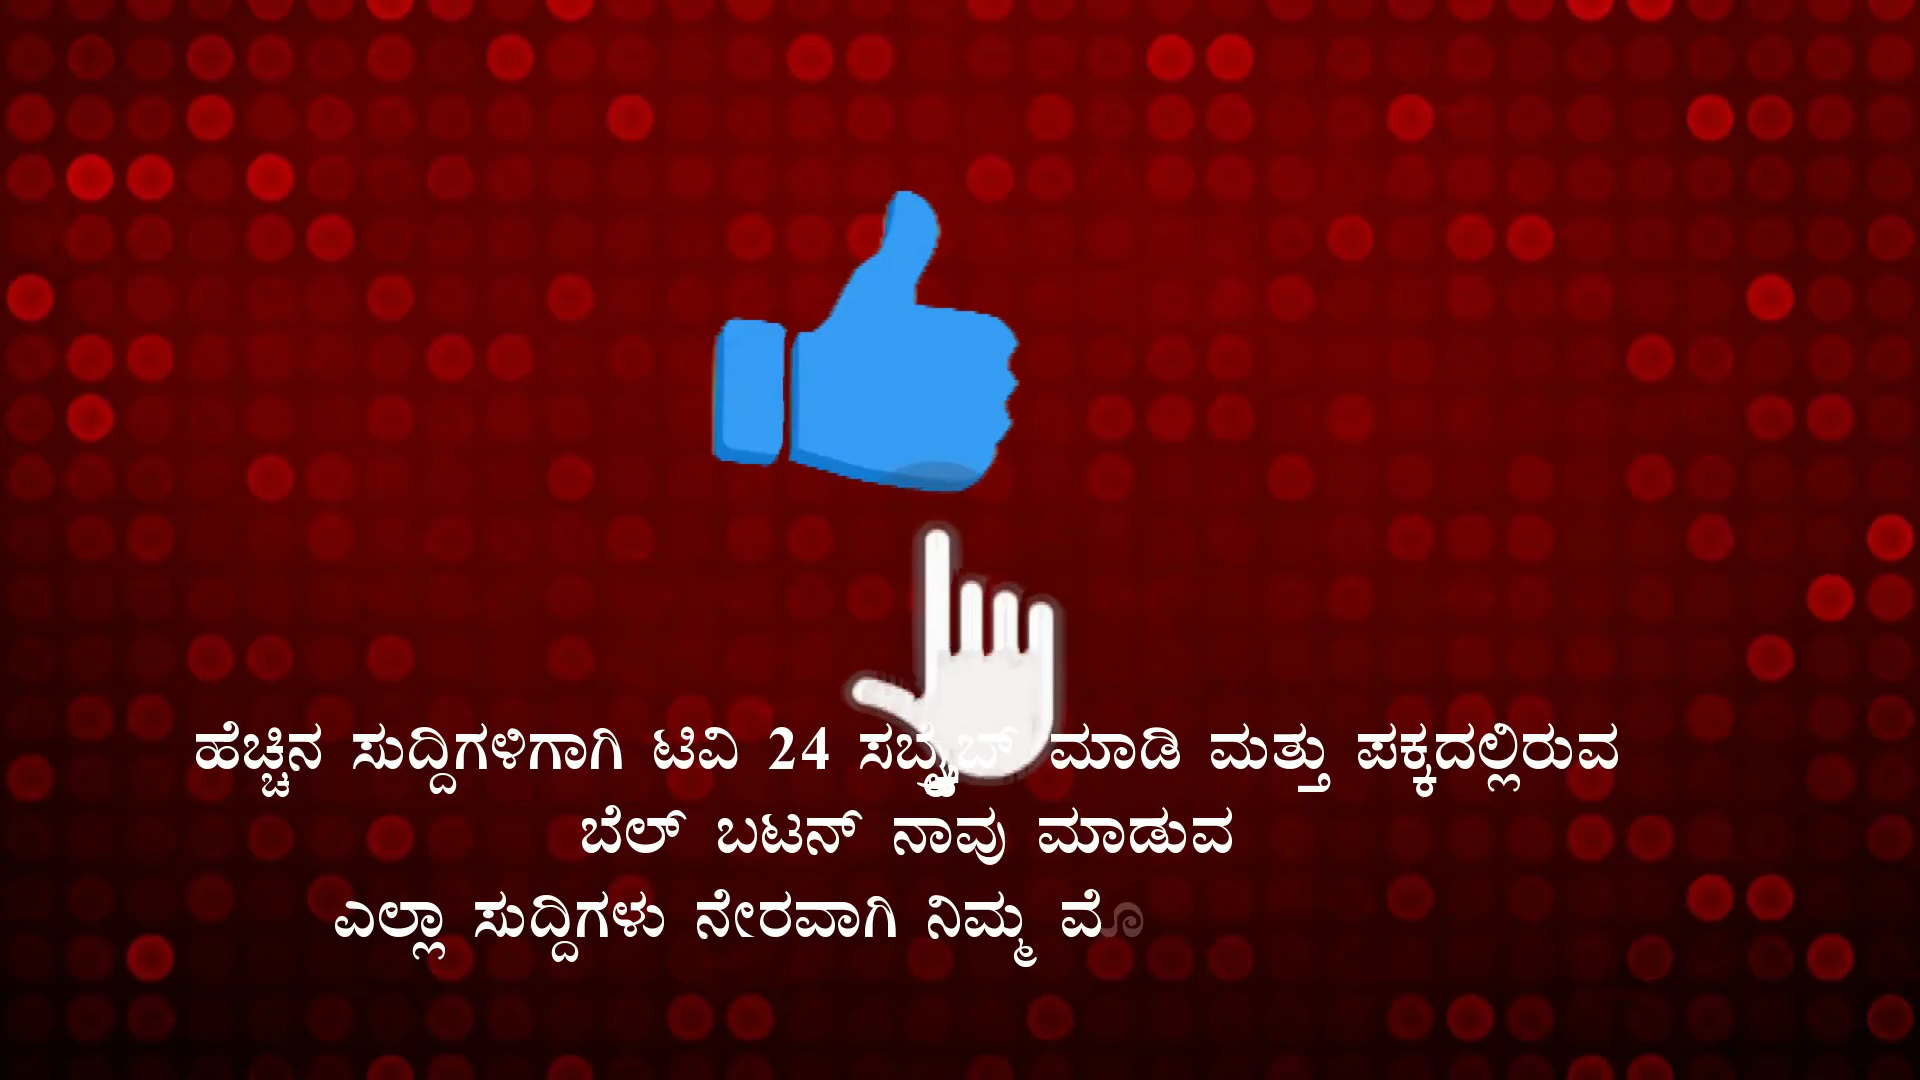 ಹೆಚ್ಚಿನ ಸುದ್ದಿಗಳಿಗಾಗಿ ಟಿವಿ 24 ಮಾಡಿ ಮತ್ತು ಪಕ್ಕದಲ್ಲಿರುವ
ಬೆಲ್ ಬಟನ್ ನಾವು ಮಾಡುವ
ಎಲ್ಲಾ ಸುದ್ದಿಗಳು ನೇರವಾಗಿ ನಿಮ್ಮ